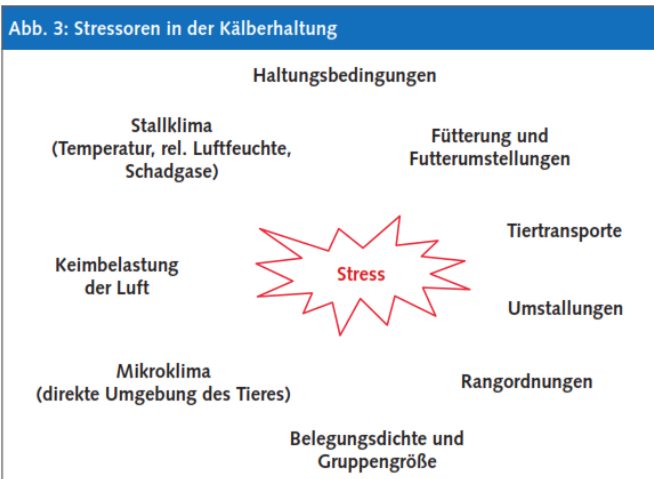 Abb. 3: Stressoren in der Kälberhaltung
Haltungsbedingungen
Stallklima
(Temperatur, rel. Luftfeuchte,
Schadgase)
Fütterung und
Futterumstellungen
Tiertransporte
Keimbelastung
der Luft
Stress
Umstallungen
Mikroklima
(direkte Umgebung des Tieres)
Rangordnungen
Belegungsdichte und
Gruppengröße